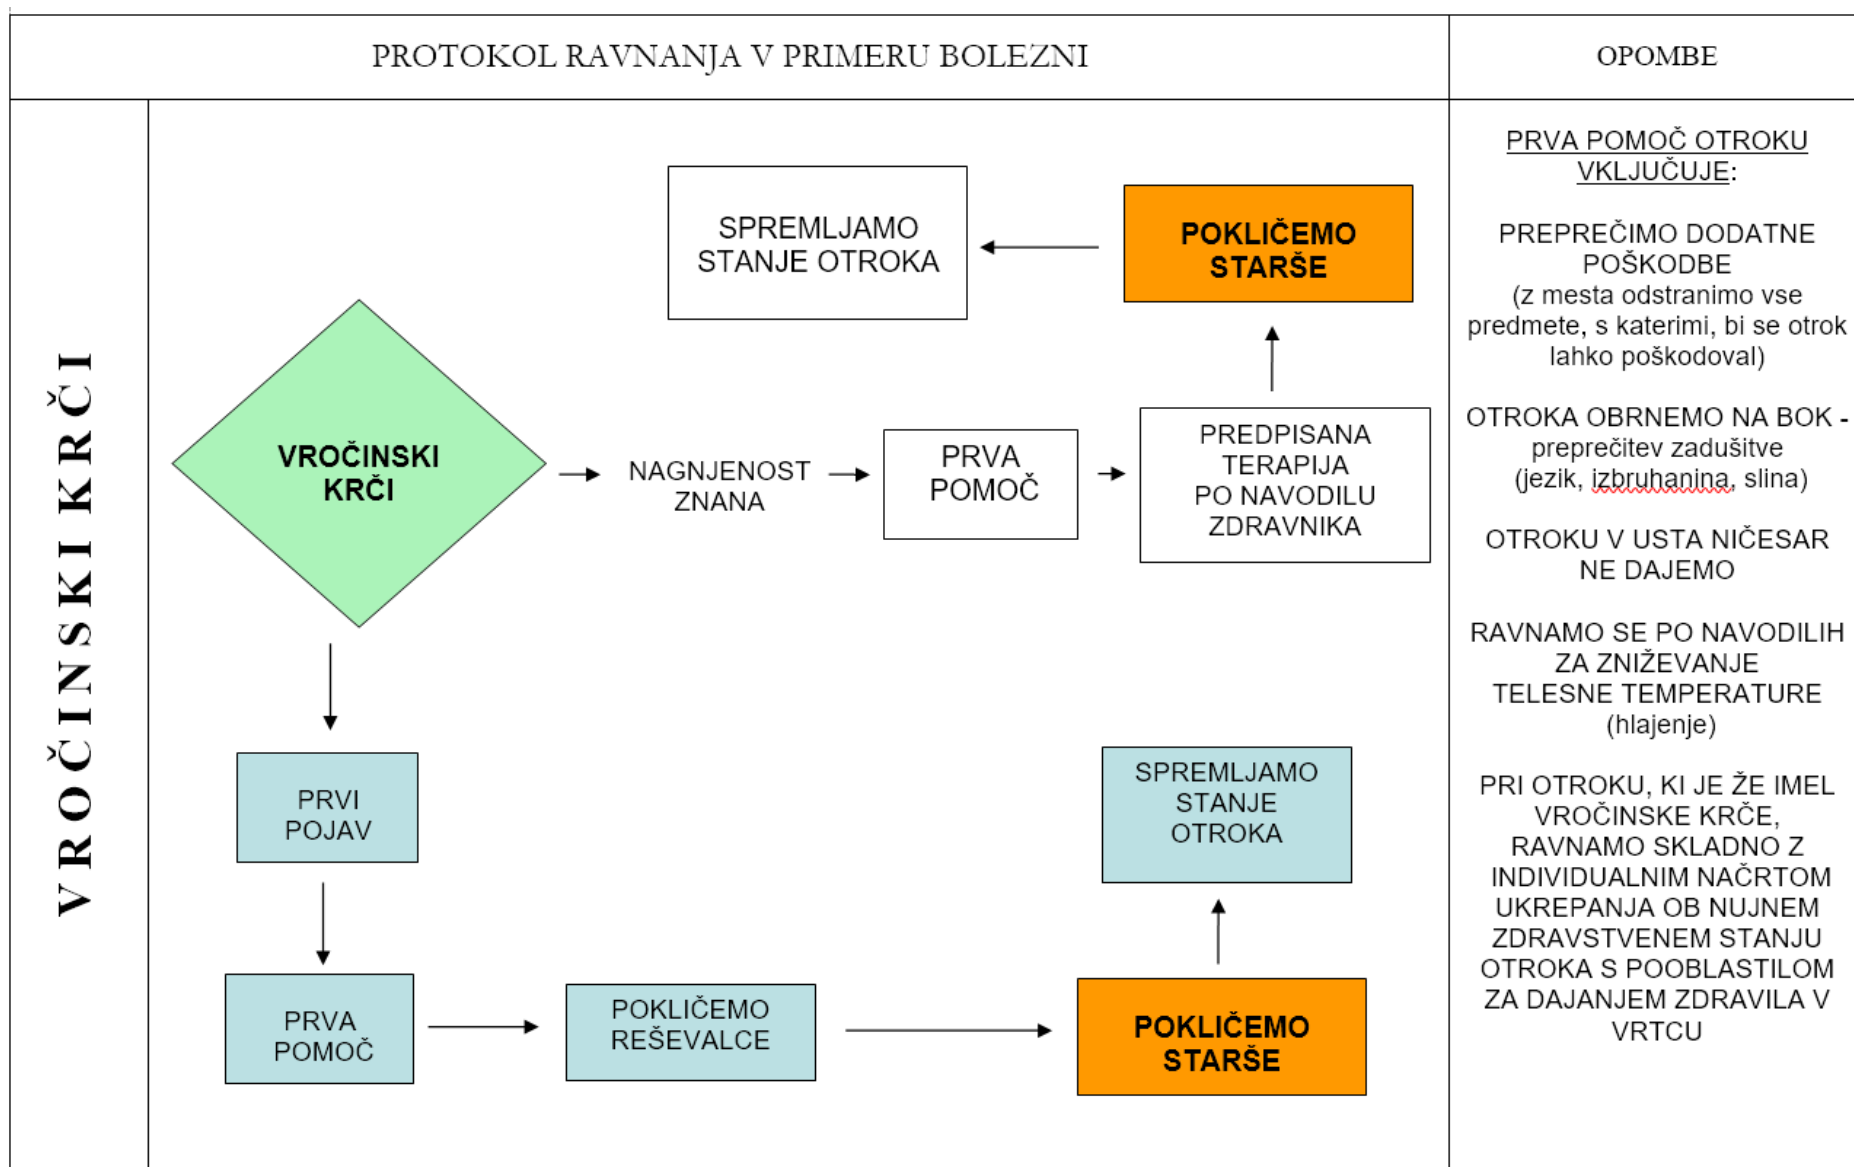 PROTOKOL RAVNANJA V PRIMERU BOLEZNI
OPOMBE
VROČINSKI KRČI
VROČINSKI
KRČI
NAGNJENOST
ZNANA
PRVA
POMOČ
PREDPISANA
TERAPIJA
PO NAVODILU
ZDRAVNIKA
POKLIČEMO
STARŠE
SPREMLJAMO
STANJE OTROKA
PRVI
POJAV
PRVA
POMOČ
POKLIČEMO
REŠEVALCE
POKLIČEMO
STARŠE
SPREMLJAMO
STANJE
OTROKA
PRVA POMOČ OTROKU
VKLJUČUJE:
PREPREČIMO DODATNE
POŠKODBE
(z mesta odstranimo vse
predmete, s katerimi, bi se otrok
lahko poškodoval)
OTROKA OBRNEMO NA BOK -
preprečitev zadušitve
(jezik, izbruhanina, slina)
OTROKU V USTA NIČESAR
NE DAJEMO
RAVNAMO SE PO NAVODILIH
ZA ZNIŽEVANJE
TELESNE TEMPERATURE
(hlajenje)
PRI OTROKU, KI JE ŽE IMEL
VROČINSKE KRČE,
RAVNAMO SKLADNO Z
INDIVIDUALNIM NAČRTOM
UKREPANJA OB NUJNEM
ZDRAVSTVENEM STANJU
OTROKA S POOBLASTILOM
ZA DAJANJEM ZDRAVILA V
VRTCU